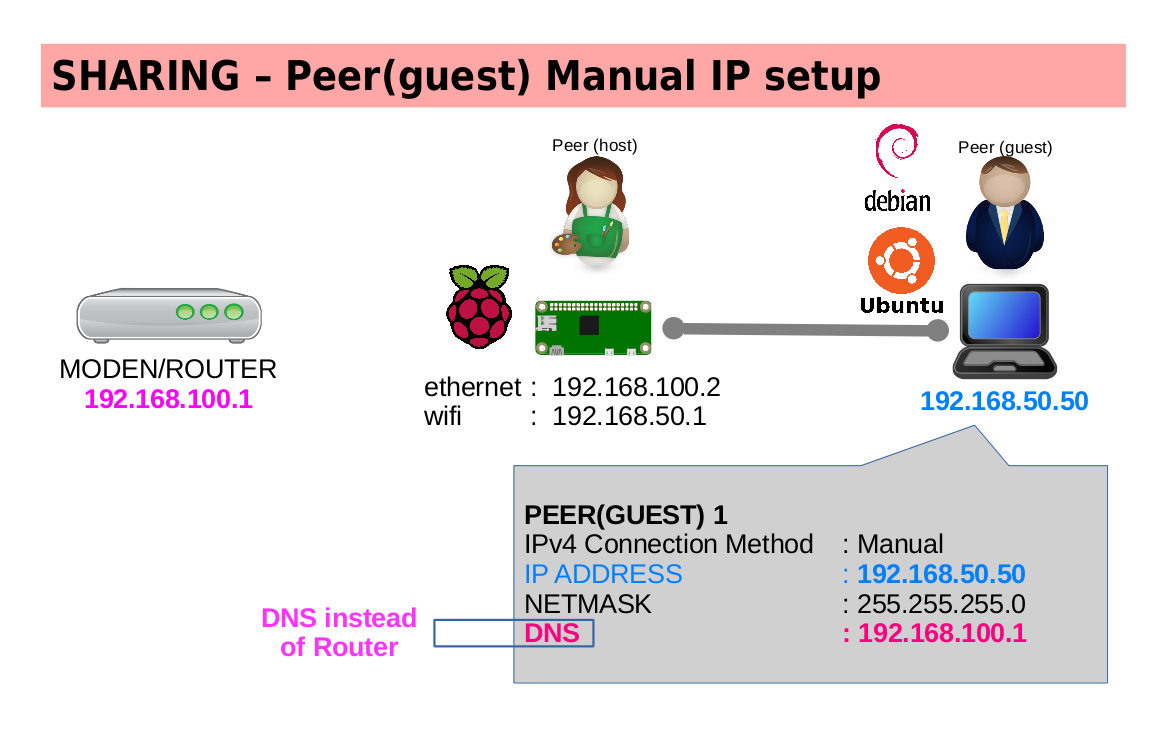 SHARING – Peer(guest) Manual IP setup
Peer (host)
Peer (guest)
debian
Ubuntu
MODEN/ROUTER
192.168.100.1
ethernet : 192.168.100.2
wifi : 192.168.50.1
192.168.50.50
PEER(GUEST) 1
IPv4 Connection Method : Manual
IP ADDRESS : 192.168.50.50
NETMASK : 255.255.255.0
DNS : 192.168.100.1
DNS instead
of Router